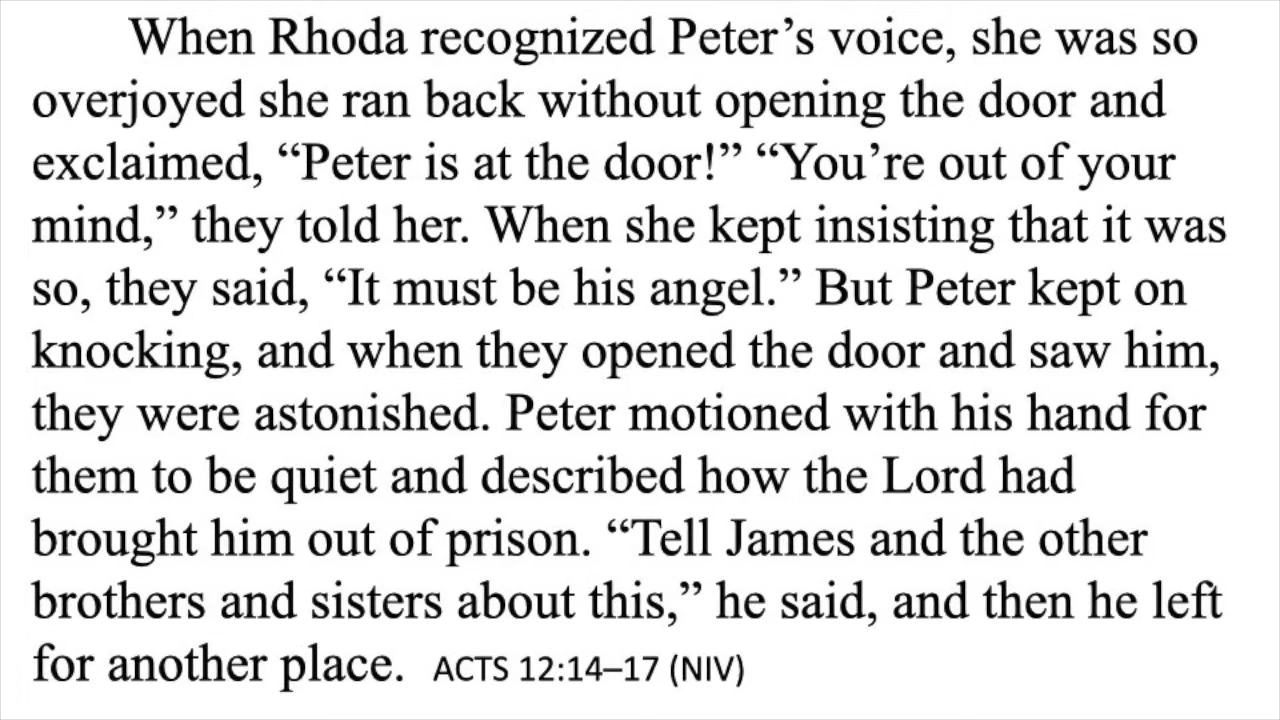 When Rhoda recognized Peter’s voice, she was so
overjoyed she ran back without opening the door and
exclaimed, “Peter is at the door!” “You’re out of your
mind,” they told her. When she kept insisting that it was
so, they said, “It must be his angel.” But Peter kept on
knocking, and when they opened the door and saw him,
they were astonished. Peter motioned with his hand for
them to be quiet and described how the Lord had
brought him out of prison. “Tell James and the other
brothers and sisters about this,” he said, and then he left
for another place. ACTS 12:14–17 (NIV)